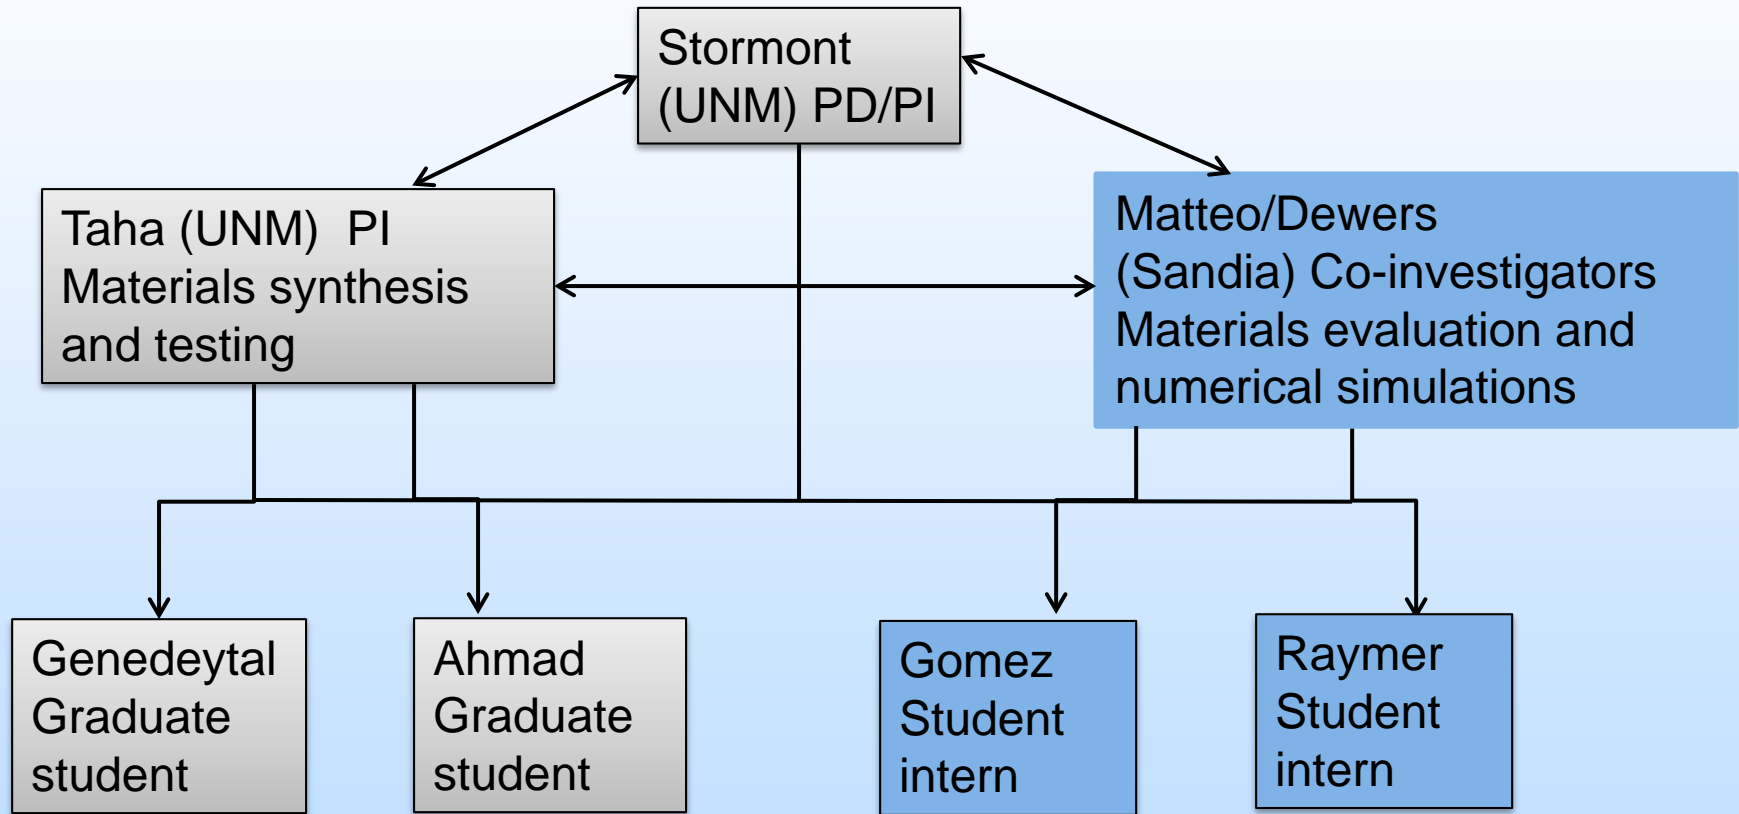 Stormont
(UNM) PD/PI
Taha (UNM) PI
Materials synthesis
and testing
Matteo/Dewers
(Sandia) Co-investigators
Materials evaluation and
numerical simulations
Genedeytal
Graduate
student
Ahmad
Graduate
student
Gomez
Student
intern
Raymer
Student
intern